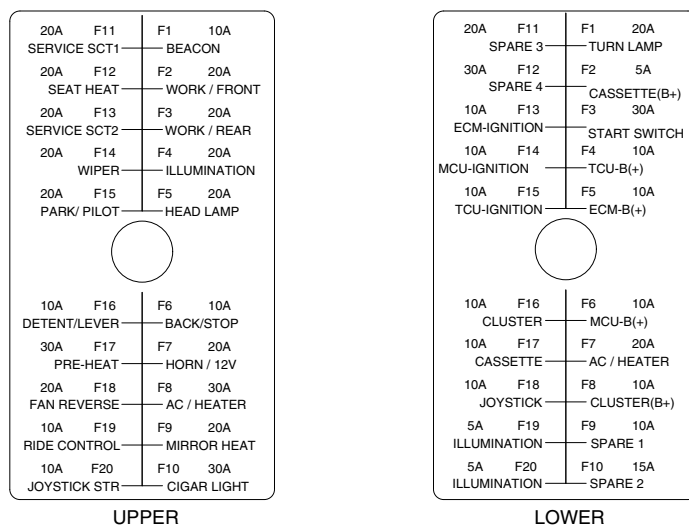 20A F11 F1 10A
SERVICE SCT1 BEACON
20A F12 F2 20A
SEAT HEAT WORK / FRONT
20A F13 F3 20A
SERVICE SCT2 WORK / REAR
20A F14 F4 20A
WIPER ILLUMINATION
20A F15 F5 20A
PARK/ PILOT HEAD LAMP
10A F16 F6 10A
DETENT/LEVER BACK/STOP
30A F17 F7 20A
PRE-HEAT HORN / 12V
20A F18 F8 30A
FAN REVERSE AC / HEATER
10A F19 F9 20A
RIDE CONTROL MIRROR HEAT
10A F20 F10 30A
JOYSTICK STR CIGAR LIGHT
UPPER
20A F11 F1 20A
SPARE 3 TURN LAMP
30A F12 F2 5A
SPARE 4 CASSETTE(B+)
10A F13 F3 30A
ECM-IGNITION START SWITCH
10A F14 F4 10A
MCU-IGNITION TCU-B(+)
10A F15 F5 10A
TCU-IGNITION ECM-B(+)
10A F16 F6 10A
CLUSTER MCU-B(+)
10A F17 F7 20A
CASSETTE AC / HEATER
10A F18 F8 10A
JOYSTICK CLUSTER(B+)
5A F19 F9 10A
ILLUMINATION SPARE 1
5A F20 F10 15A
ILLUMINATION SPARE 2
LOWER